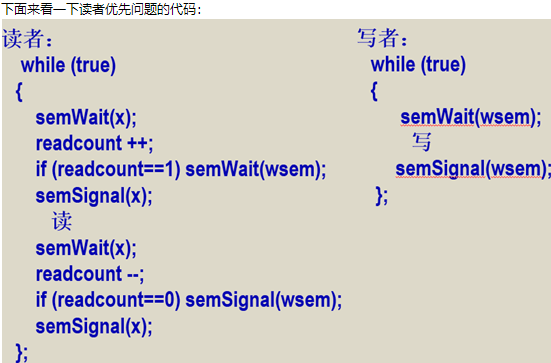 下面来看一下读者优先问题的代码：
读者：
while (true)
{
semWait(x);
readcount ++;
if (readcount==1) semWait(wsem);
semSignal(x);
读
semWait(x);
readcount --;
if (readcount==0) semSignal(wsem);
semSignal(x);
};
写者：
while (true)
{
semWait(wsem);
写
semSignal(wsem);
};